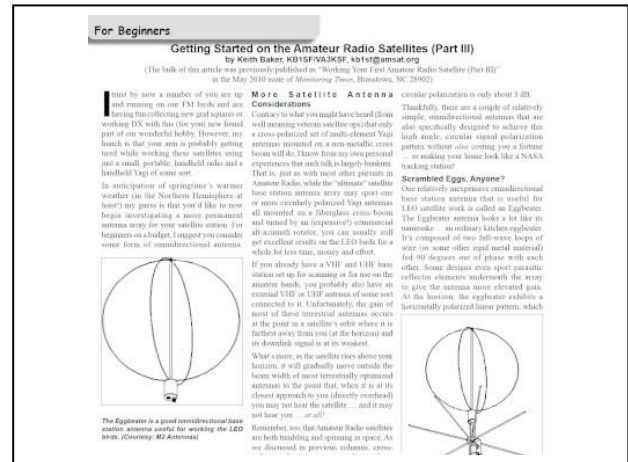 For Beginners
Getting Started on the Amateur Radio Satellites (Part III)
by Keith Baker, KB1SF/VA3KSF, kb1sf@amsat.org
(The bulk of this article was previously published as "Working Your First Amateur Radio Satellite (Part III)"
in the May 2010 issue of Monitoring Times, Brasstown, NC 28902)
I trust by now a number of you are up
and running on our FM birds and are
having fun collecting new grid squares or
working DX with this (for you) new found
part of our wonderful hobby. However, my
hunch is that your arm is probably getting
tired while working these satellites using
just a small, portable, handheld radio and a
handheld Yagi of some sort.
In anticipation of springtime's warmer
weather (in the Northern Hemisphere at
least!) my guess is that you'd like to now
begin investigating a more permanent
antenna array for your satellite station. For
beginners on a budget, I suggest you consider
some form of omnidirectional antenna.
The Eggbeater is a good omnidirectional base
station antenna useful for working the LEO
birds. (Courtesy: M2 Antennas)
More Satellite Antenna
Considerations
Contrary to what you might have heard (from
well meaning veteran satellite ops) that only
a cross-polarized set of multi-element Yagi
antennas mounted on a non-metallic cross
boom will do, I know from my own personal
experiences that such talk is largely bunkum.
That is, just as with most other pursuits in
Amateur Radio, while the "ultimate" satellite
base station antenna array may sport one
or more circularly polarized Yagi antennas
all mounted on a fiberglass cross boom
and turned by an (expensive!) commercial
alt-azimuth rotator, you can usually still
get excellent results on the LEO birds for a
whole lot less time, money and effort.
If you already have a VHF and UHF base
station set up for scanning or for use on the
amateur bands, you probably also have an
external VHF or UHF antenna of some sort
connected to it. Unfortunately, the gain of
most of these terrestrial antennas occurs
at the point in a satellite's orbit where it is
farthest away from you (at the horizon) and
its downlink signal is at its weakest.
What's more, as the satellite rises above your
horizon, it will gradually move outside the
beam width of most terrestrially optimized
antennas to the point that, when it is at its
closest approach to you (directly overhead)
you may not hear the satellite ... and it may
not hear you ... at all!
Remember, too, that Amateur Radio satellites
are both tumbling and spinning in space. As
we discussed in previous columns, cross-
circular polarization is only about 3 dB.
Thankfully, there are a couple of relatively
simple, omnidirectional antennas that are
also specifically designed to achieve this
high angle, circular signal polarization
pattern without also costing you a fortune
... or making your home look like a NASA
tracking station!
Scrambled Eggs, Anyone?
Our relatively inexpensive omnidirectional
base station antenna that is useful for
LEO satellite work is called an Eggbeater.
The Eggbeater antenna looks a lot like its
namesake ... an ordinary kitchen eggbeater.
It's composed of two full-wave loops of
wire (or some other rigid metal material)
fed 90 degrees out of phase with each
other. Some designs even sport parasitic
reflector elements underneath the array
to give the antenna more elevated gain.
At the horizon, the eggbeater exhibits a
horizontally polarized linear pattern, which